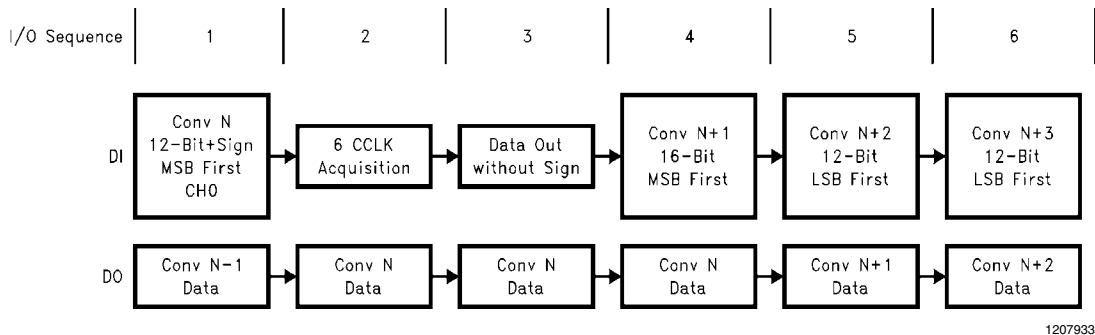 I/O Sequence 1 2 3 4 5 6
DI
Conv N
12-Bit+Sign
MSB First
CH0
6 CCLK
Acquisition
Data Out
without Sign
Conv N+1
16-Bit
MSB First
Conv N+2
12-Bit
LSB First
Conv N+3
12-Bit
LSB First
DO
Conv N-1
Data
Conv N
Data
Conv N
Data
Conv N
Data
Conv N+1
Data
Conv N+2
Data
1207933